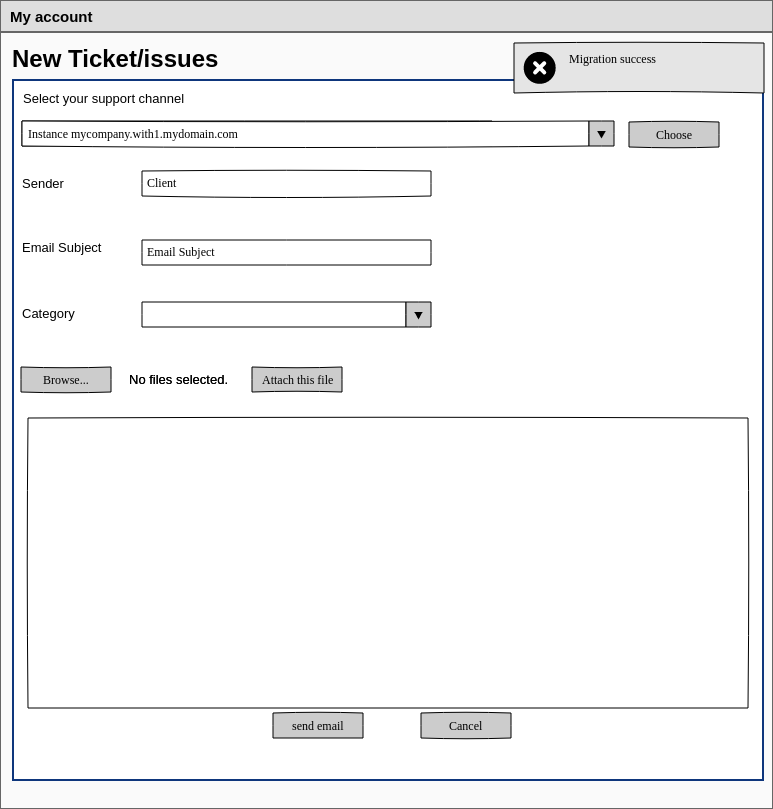 My account
New Ticket/issues
Migration success
Select your support channel
Instance mycompany.with1.mydomain.com
Choose
Sender
Client
Email Subject
Email Subject
Category
Browse...
No files selected.
Attach this file
send email
Cancel